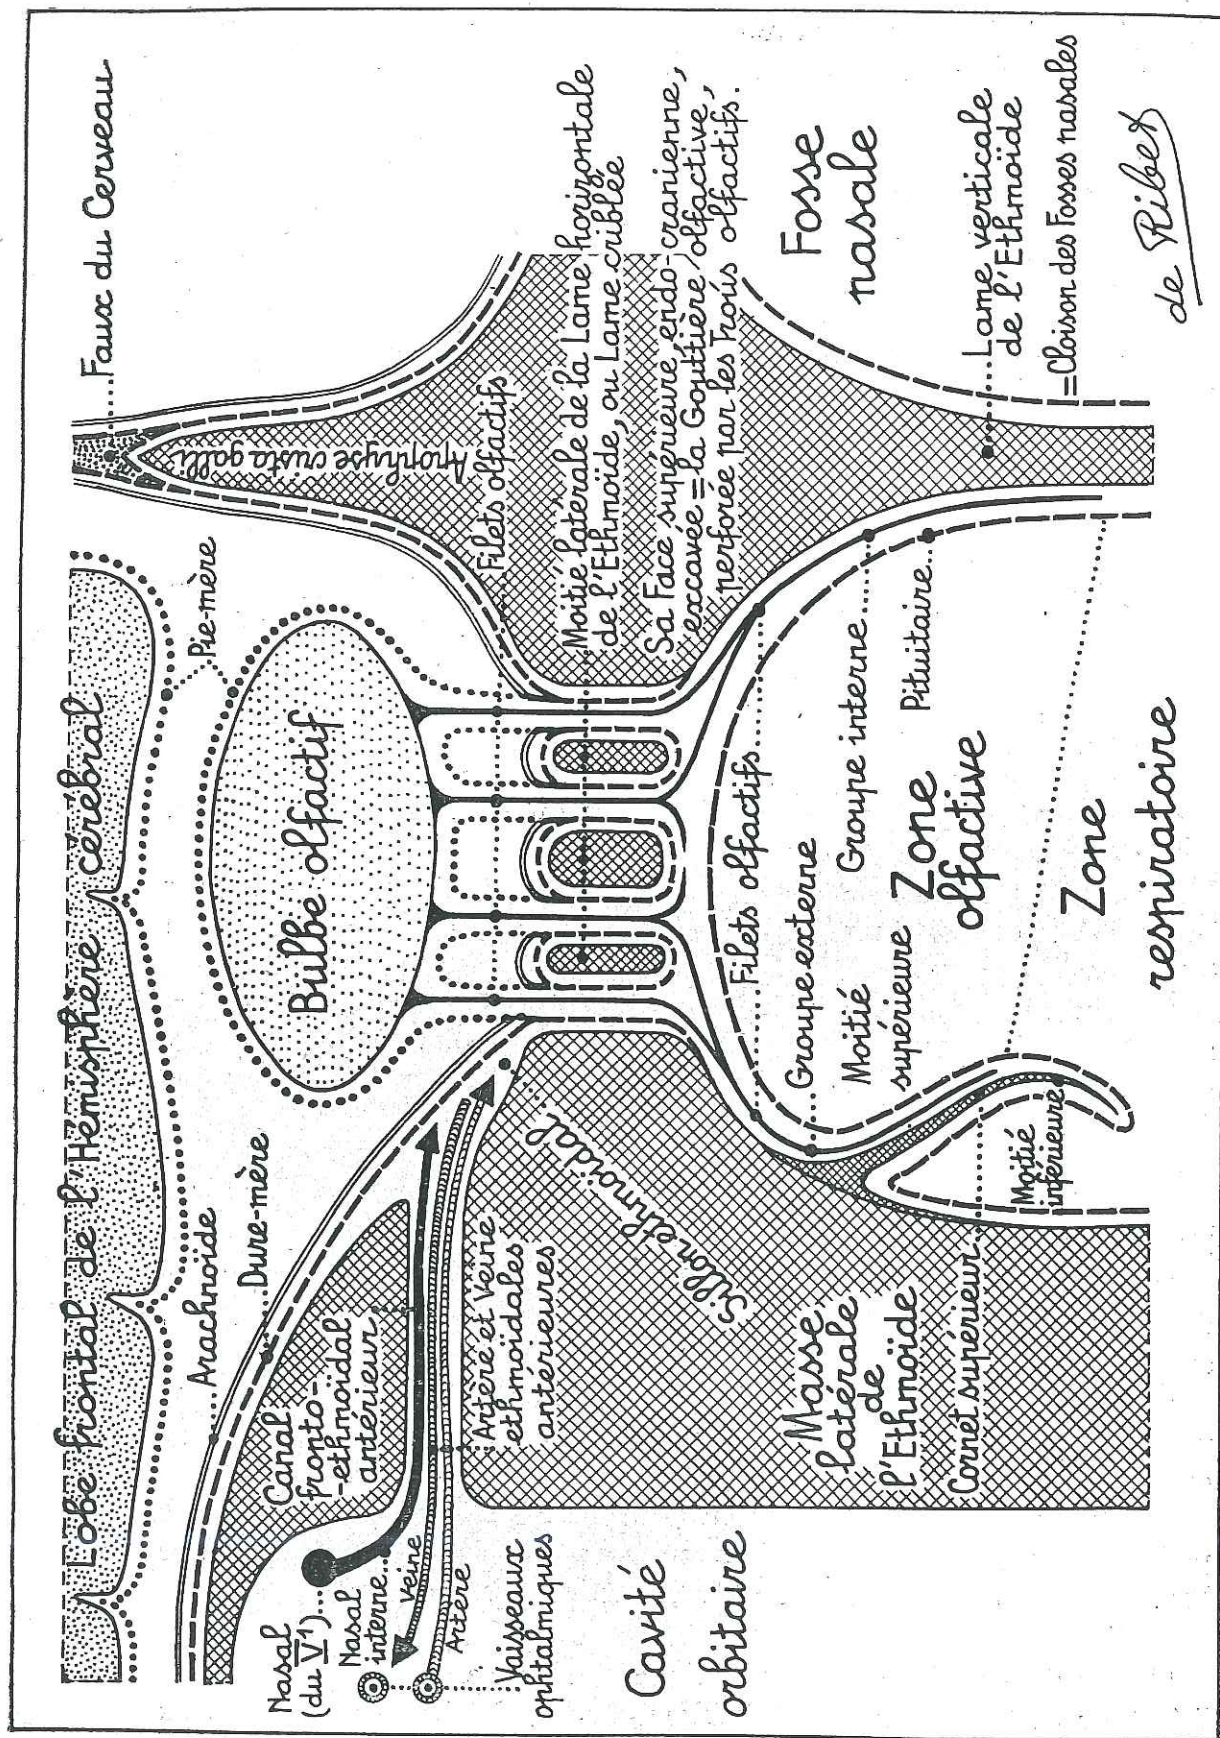 Lobe frontal de l'Hémisphère cérébral
Faux du Cerveau
Pie-mère
Arachnoïde
Dure-mère
Bulbe olfactif
Apophyse crista galli
Filets olfactifs
Canal
fronto-
-ethmoïdal
antérieur
Nasal
(du V¹)
Nasal
interne
Veine
Artère
Vaisseaux
ophtalmiques
Artère et Veine
ethmoïdales
antérieures
Sillon ethmoïdal
Moitié latérale de la Lame horizontale
de l'Ethmoïde, ou Lame criblée
Sa Face supérieure, endo-cranienne,
excavée = la Gouttière olfactive,
perforée par les Trois olfactifs.
Cavité
orbitaire
Masse
latérale
de
l'Ethmoïde
Cornet supérieur
Filets olfactifs
Groupe externe
Groupe interne
Moitié
supérieure
Pituitaire
Zone
olfactive
Moitié
inférieure
Zone
respiratoire
Fosse
nasale
Lame verticale
de l'Ethmoïde
=Cloison des Fosses nasales
de Ribet